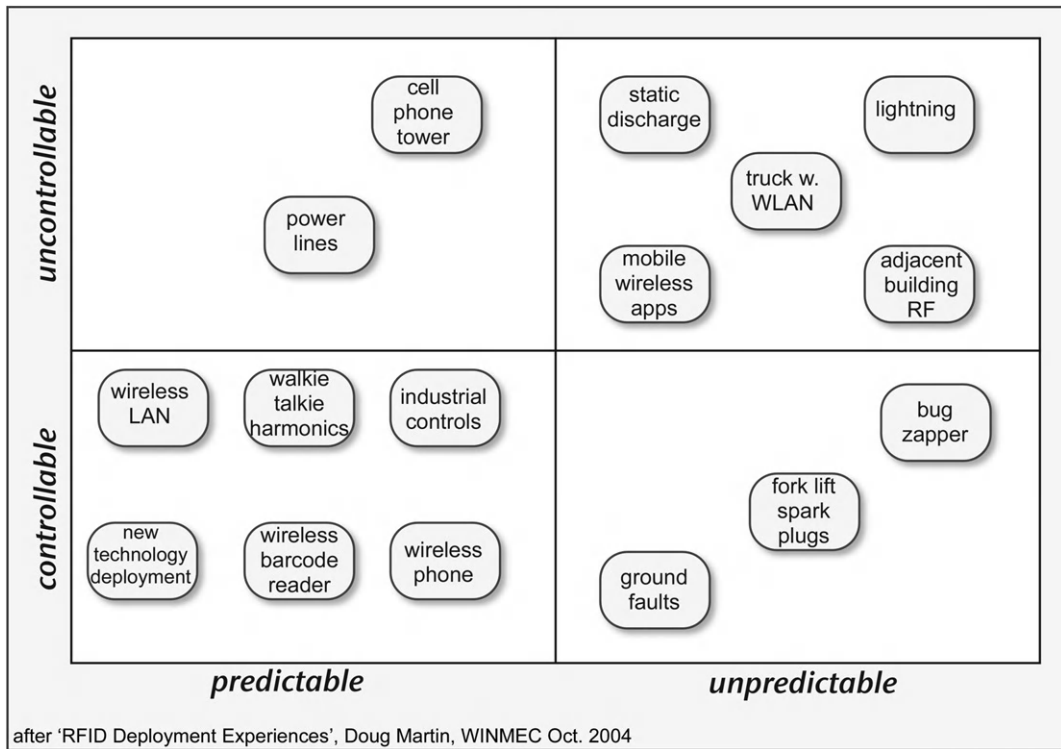 uncontrollable
cell
phone
tower
power
lines
static
discharge
lightning
truck w.
WLAN
mobile
wireless
apps
adjacent
building
RF
controllable
wireless
LAN
walkie
talkie
harmonics
industrial
controls
new
technology
deployment
wireless
barcode
reader
wireless
phone
bug
zapper
fork lift
spark
plugs
ground
faults
predictable
unpredictable
after ‘RFID Deployment Experiences’, Doug Martin, WINMEC Oct. 2004